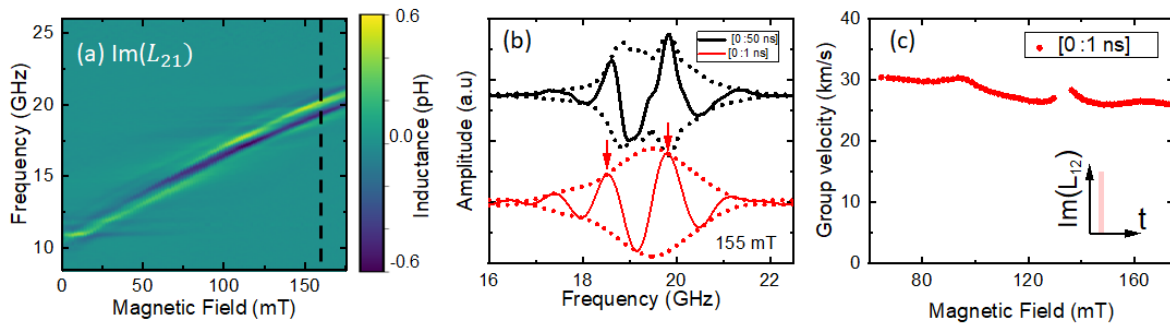 (a) Im(L₂₁)
Frequency (GHz)
25
20
15
10
0
50
100
150
Magnetic Field (mT)
0.6
0.0
-0.6
Inductance (pH)
(b)
[0 :50 ns]
[0 :1 ns]
Amplitude (a.u)
155 mT
16
18
20
22
Frequency (GHz)
(c)
[0 :1 ns]
Group velocity (km/s)
40
30
20
10
0
Im(L₁₂)
t
80
120
160
Magnetic Field (mT)